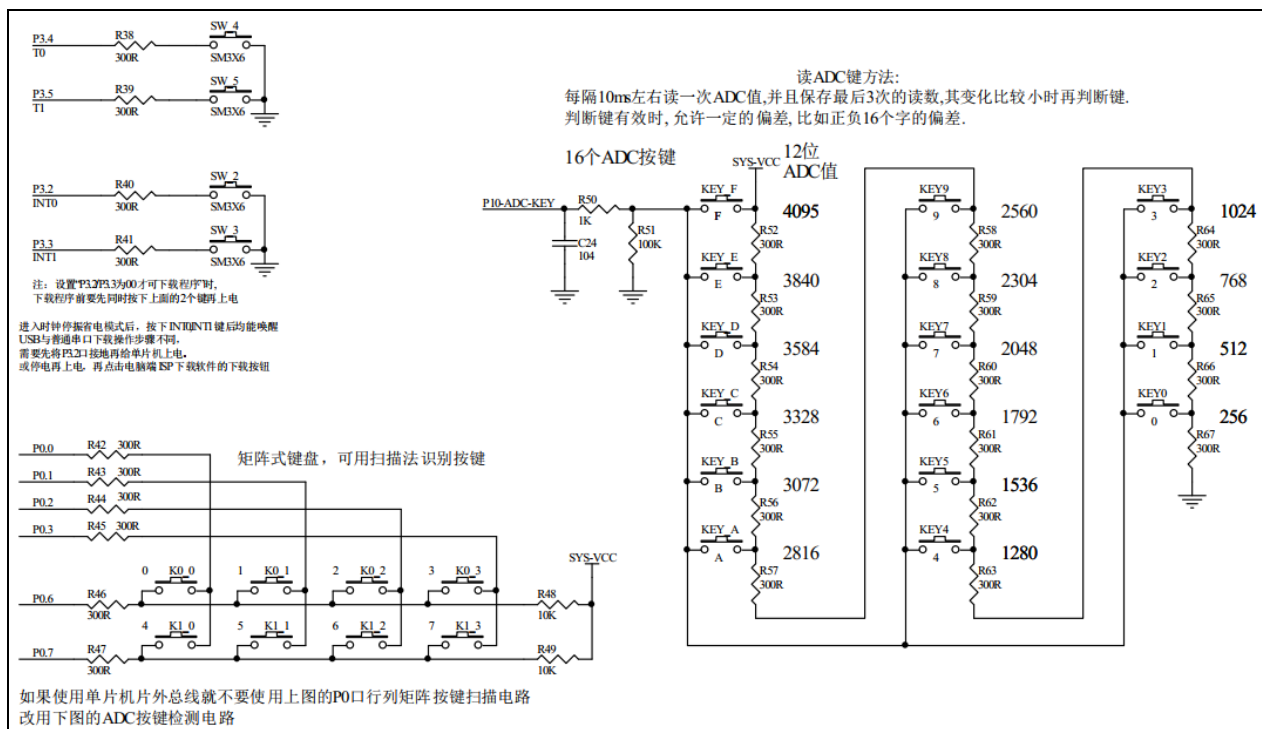 P3.4
T0
R38
300R
SW_4
SM3X6
P3.5
T1
R39
300R
SW_5
SM3X6
P3.2
INT0
R40
300R
SW_2
SM3X6
P3.3
INT1
R41
300R
SW_3
SM3X6
注：设置"P3.2/P3.3为00才可下载程序"时,
下载程序前要先同时按下上面的2个键再上电
进入时钟停振省电模式后，按下INT0,INT1键后均能唤醒
USB与普通串口下载操作步骤不同，
需要先将P3.2口接地再给单片机上电。
或停电再上电，再点击电脑端ISP下载软件的下载按钮
读ADC键方法:
每隔10ms左右读一次ADC值,并且保存最后3次的读数,其变化比较小时再判断键.
判断键有效时, 允许一定的偏差, 比如正负16个字的偏差.
16个ADC按键
SYS-VCC
12位
ADC值
P10-ADC-KEY
R50
1K
C24
104
R51
100K
KEY_F
F
4095
R52
300R
KEY_E
E
3840
R53
300R
KEY_D
D
3584
R54
300R
KEY_C
C
3328
R55
300R
KEY_B
B
3072
R56
300R
KEY_A
A
2816
R57
300R
KEY9
9
2560
R58
300R
KEY8
8
2304
R59
300R
KEY7
7
2048
R60
300R
KEY6
6
1792
R61
300R
KEY5
5
1536
R62
300R
KEY4
4
1280
R63
300R
KEY3
3
1024
R64
300R
KEY2
2
768
R65
300R
KEY1
1
512
R66
300R
KEY0
0
256
R67
300R
P0.0
R42 300R
P0.1
R43 300R
P0.2
R44 300R
P0.3
R45 300R
矩阵式键盘，可用扫描法识别按键
SYS-VCC
0 K0_0
1 K0_1
2 K0_2
3 K0_3
P0.6
R46
300R
R48
10K
4 K1_0
5 K1_1
6 K1_2
7 K1_3
P0.7
R47
300R
R49
10K
如果使用单片机片外总线就不要使用上图的P0口行列矩阵按键扫描电路
改用下图的ADC按键检测电路